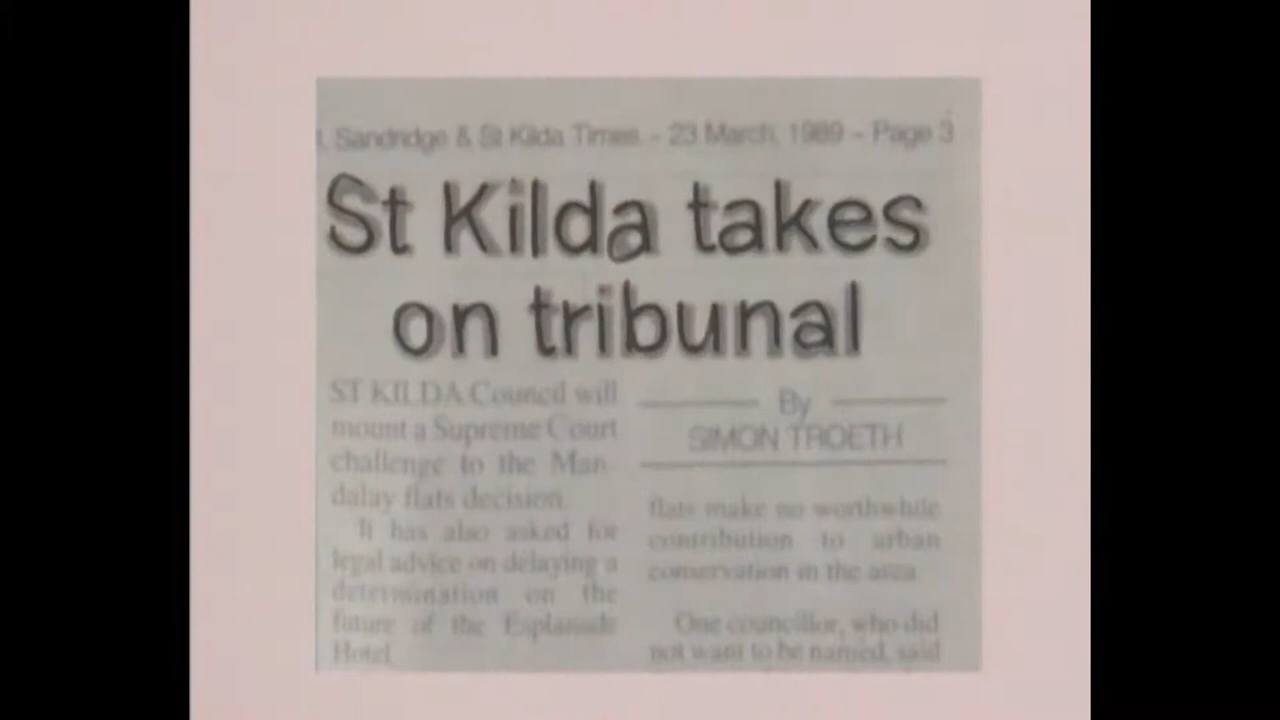 , Sandridge & St Kilda Times - 23 March, 1989 - Page 3
St Kilda takes
on tribunal
ST KILDA Council will
mount a Supreme Court
challenge to the Man-
dalay flats decision.
It has also asked for
legal advice on delaying a
determination on the
future of the Esplanade
Hotel.
By
SIMON TROETH
flats make no worthwhile
contribution to urban
conservation in the area.
One councillor, who did
not want to be named, said